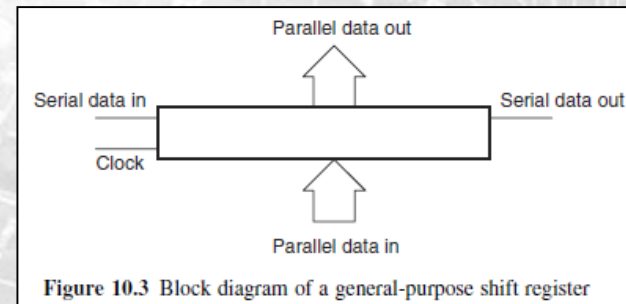 Parallel data out
Serial data in
Serial data out
Clock
Parallel data in
Figure 10.3 Block diagram of a general-purpose shift register